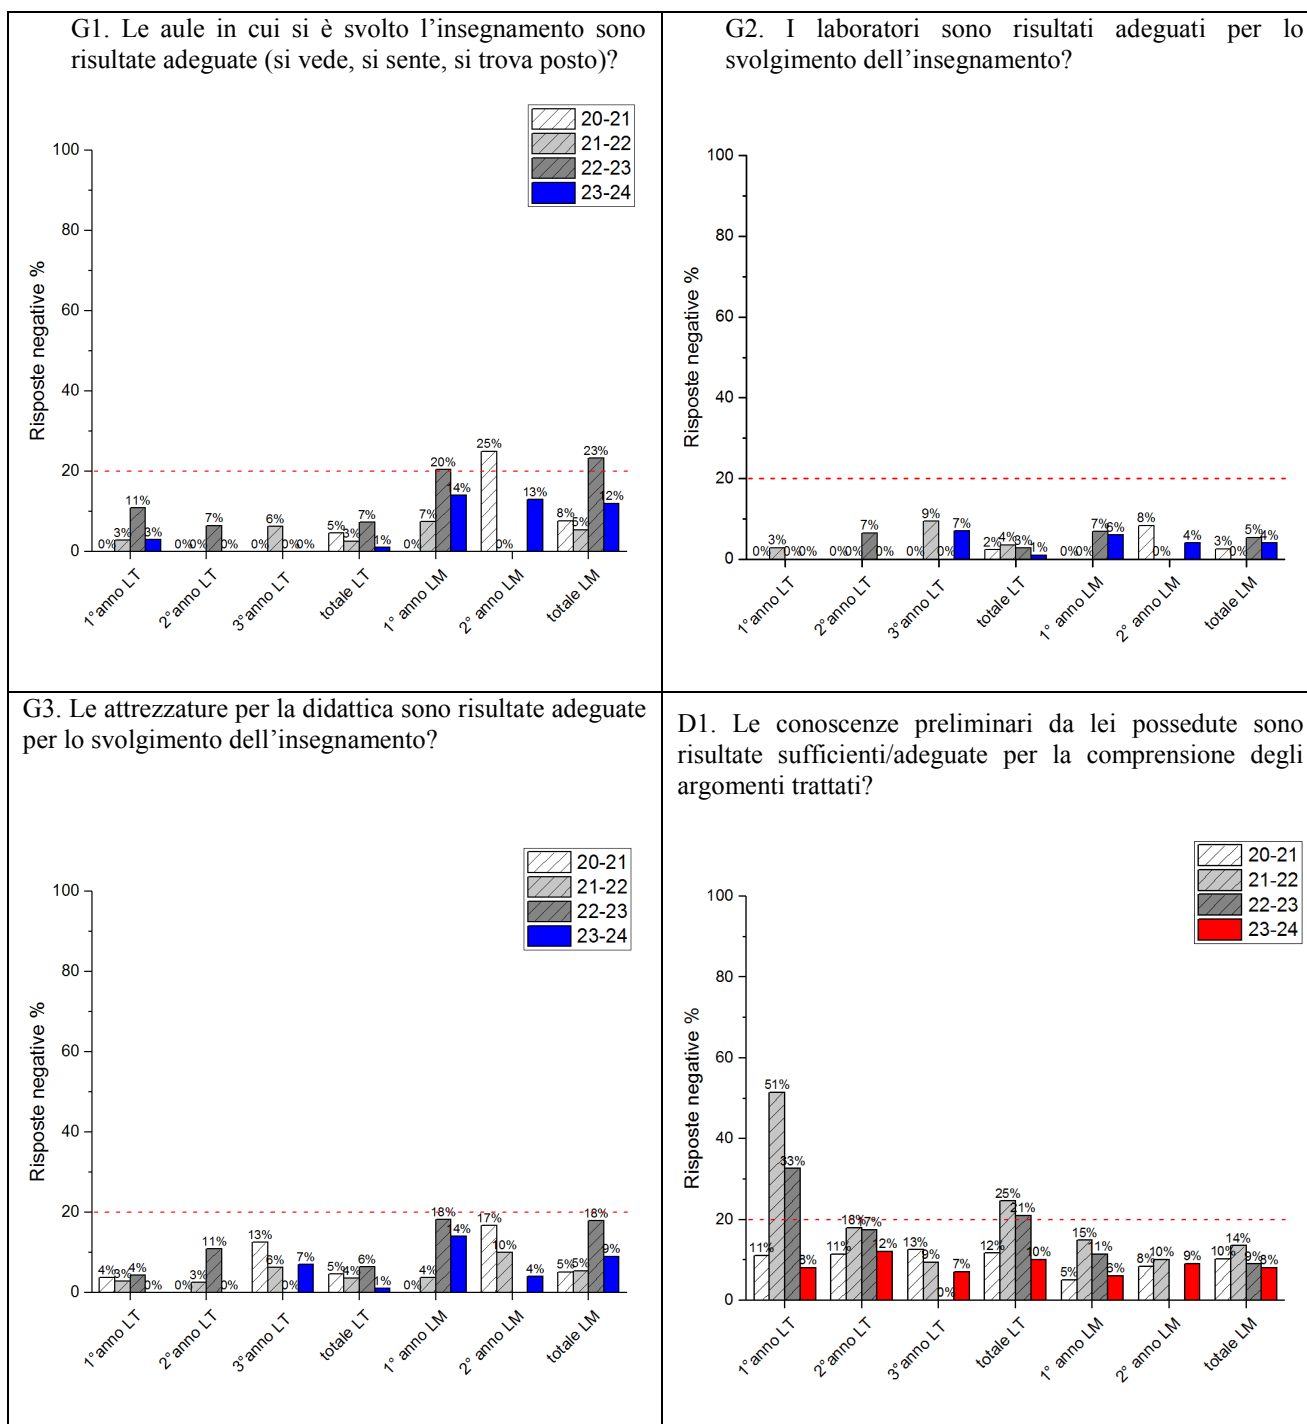 G1. Le aule in cui si è svolto l'insegnamento sono
risultate adeguate (si vede, si sente, si trova posto)?
20-21
21-22
22-23
23-24
Risposte negative %
100
80
60
40
20
0
0% 3% 11% 3%
0% 0% 7% 0%
0% 6% 0% 0%
5% 3% 7% 1%
0% 7% 20% 14%
25% 0% 13%
8% 5% 23% 12%
1°anno LT
2°anno LT
3°anno LT
totale LT
1° anno LM
2° anno LM
totale LM
G2. I laboratori sono risultati adeguati per lo
svolgimento dell'insegnamento?
Risposte negative %
100
80
60
40
20
0
0% 3% 0% 0%
0% 0% 7% 0%
0% 9% 0% 7%
2% 4% 3% 1%
0% 0% 7% 6%
8% 0% 4%
3% 0% 5% 4%
1°anno LT
2°anno LT
3°anno LT
totale LT
1° anno LM
2° anno LM
totale LM
G3. Le attrezzature per la didattica sono risultate adeguate
per lo svolgimento dell'insegnamento?
20-21
21-22
22-23
23-24
Risposte negative %
100
80
60
40
20
0
4% 3% 4% 0%
0% 3% 11% 0%
13% 6% 0% 7%
5% 4% 6% 1%
0% 4% 18% 14%
17% 10% 4%
5% 5% 18% 9%
1°anno LT
2°anno LT
3°anno LT
totale LT
1° anno LM
2° anno LM
totale LM
D1. Le conoscenze preliminari da lei possedute sono
risultate sufficienti/adeguate per la comprensione degli
argomenti trattati?
20-21
21-22
22-23
23-24
Risposte negative %
100
80
60
40
20
0
11% 51% 33% 8%
11% 18% 17% 12%
13% 9% 0% 7%
12% 25% 21% 10%
5% 15% 11% 6%
8% 10% 9%
10% 14% 9% 8%
1°anno LT
2°anno LT
3°anno LT
totale LT
1° anno LM
2° anno LM
totale LM